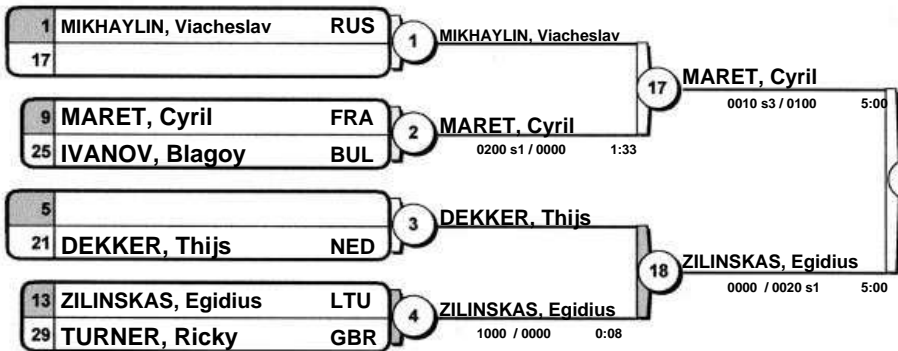 1 MIKHAYLIN, Viacheslav RUS
17
1
MIKHAYLIN, Viacheslav
9 MARET, Cyril FRA
25 IVANOV, Blagoy BUL
2
MARET, Cyril
0200 s1 / 0000 1:33
17
MARET, Cyril
0010 s3 / 0100 5:00
5
21 DEKKER, Thijs NED
3
DEKKER, Thijs
13 ZILINSKAS, Egidius LTU
29 TURNER, Ricky GBR
4
ZILINSKAS, Egidius
1000 / 0000 0:08
18
ZILINSKAS, Egidius
0000 / 0020 s1 5:00